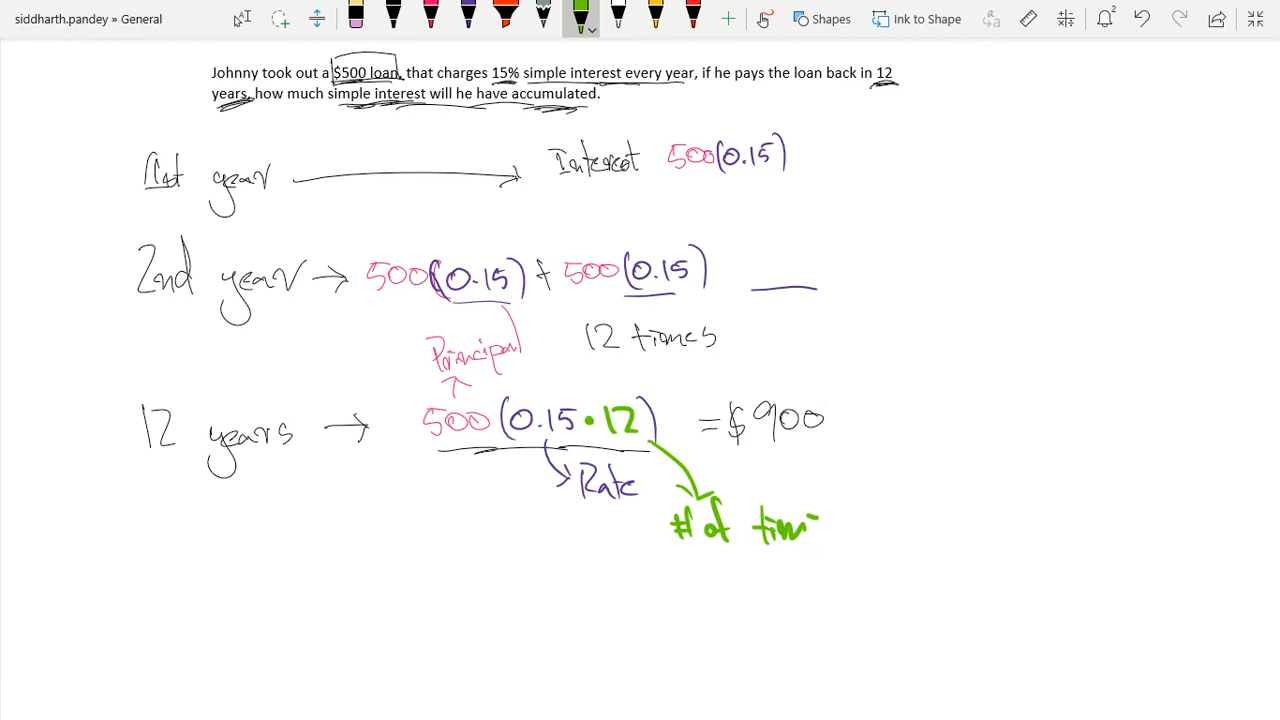 siddharth.pandey » General
Shapes
Ink to Shape
Johnny took out a $500 loan, that charges 15% simple interest every year, if he pays the loan back in 12
years, how much simple interest will he have accumulated.
1st year → Interest 500(0.15)
2nd year → 500(0.15) + 500(0.15)
12 times
Principal
12 years → 500 (0.15 • 12) = $900
Rate
# of tim